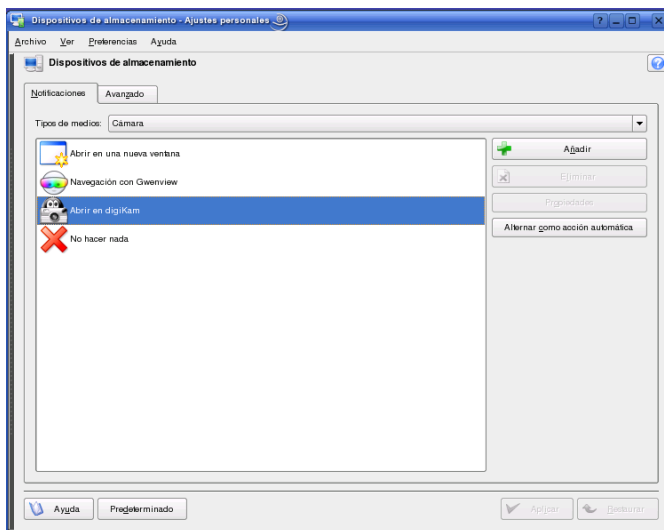 Dispositivos de almacenamiento - Ajustes personales
Archivo Ver Preferencias Ayuda
Dispositivos de almacenamiento
Notificaciones Avanzado
Tipos de medios: Cámara
Abrir en una nueva ventana
Navegación con Gwenview
Abrir en digiKam
No hacer nada
Añadir
Eliminar
Propiedades
Alternar como acción automática
Ayuda Predeterminado Aplicar Restaurar